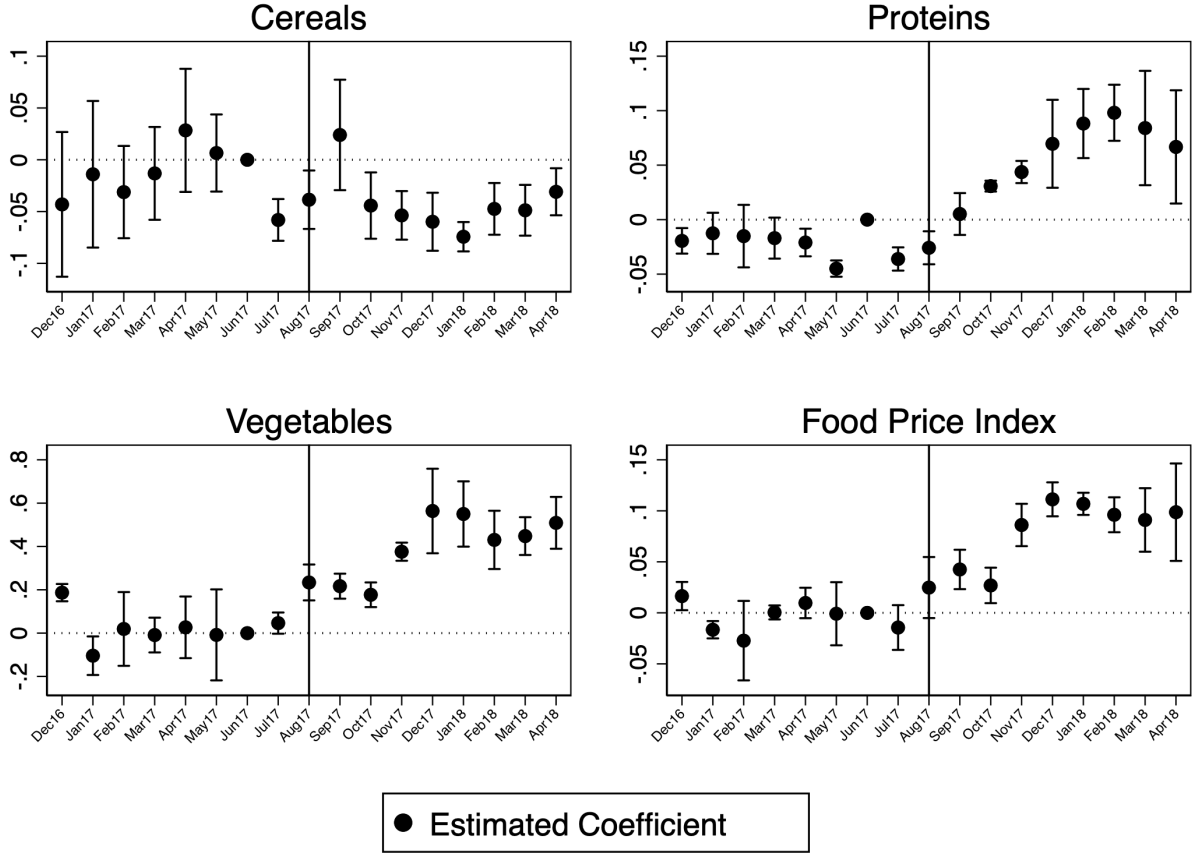 Cereals
.1
.05
0
-.05
-.1
Dec16 Jan17 Feb17 Mar17 Apr17 May17 Jun17 Jul17 Aug17 Sep17 Oct17 Nov17 Dec17 Jan18 Feb18 Mar18 Apr18
Proteins
.15
.1
.05
0
-.05
Dec16 Jan17 Feb17 Mar17 Apr17 May17 Jun17 Jul17 Aug17 Sep17 Oct17 Nov17 Dec17 Jan18 Feb18 Mar18 Apr18
Vegetables
.8
.6
.4
.2
0
-.2
Dec16 Jan17 Feb17 Mar17 Apr17 May17 Jun17 Jul17 Aug17 Sep17 Oct17 Nov17 Dec17 Jan18 Feb18 Mar18 Apr18
Food Price Index
.15
.1
.05
0
-.05
Dec16 Jan17 Feb17 Mar17 Apr17 May17 Jun17 Jul17 Aug17 Sep17 Oct17 Nov17 Dec17 Jan18 Feb18 Mar18 Apr18
Estimated Coefficient